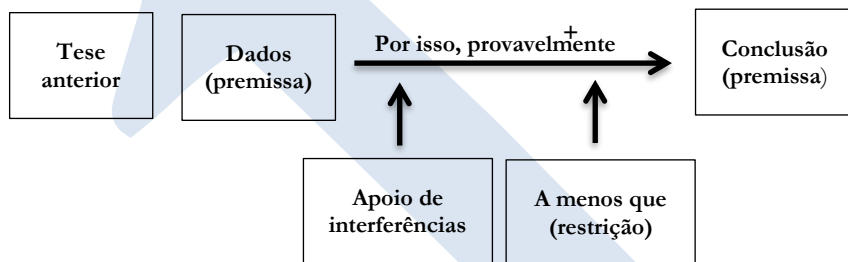 Tese
anterior
Dados
(premissa)
Por isso, provavelmente
+
Conclusão
(premissa)
Apoio de
interferências
A menos que
(restrição)